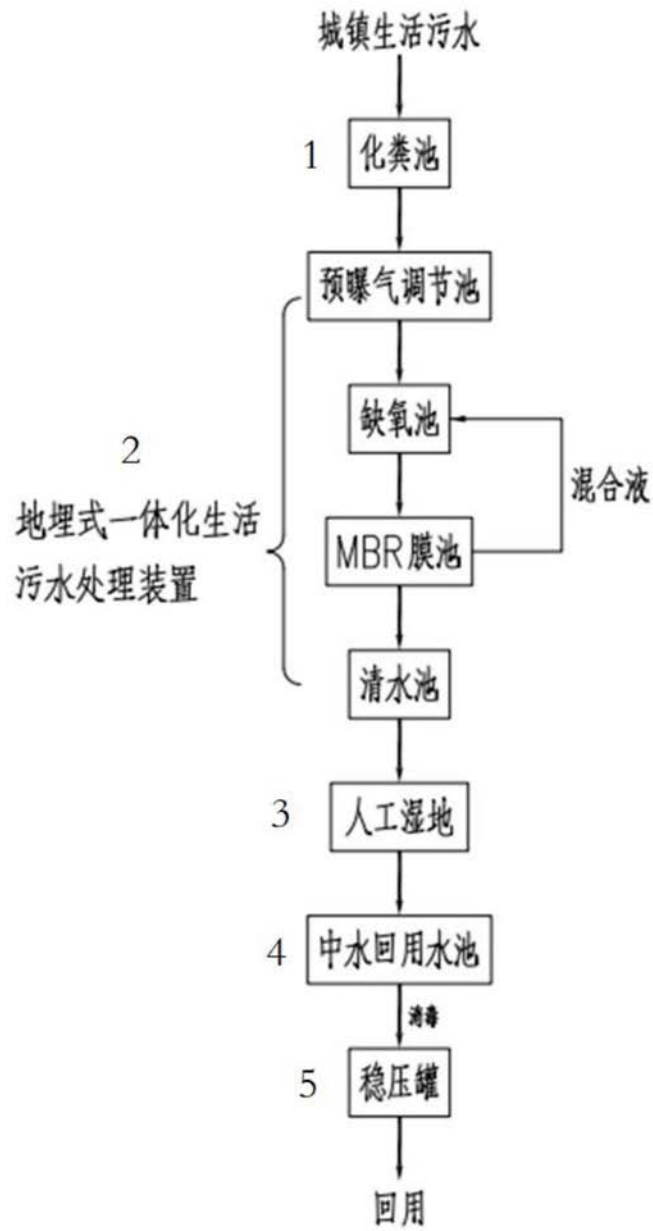 城镇生活污水
1
化粪池
预曝气调节池
缺氧池
混合液
2
地埋式一体化生活
污水处理装置
MBR膜池
清水池
3
人工湿地
4
中水回用水池
消毒
5
稳压罐
回用